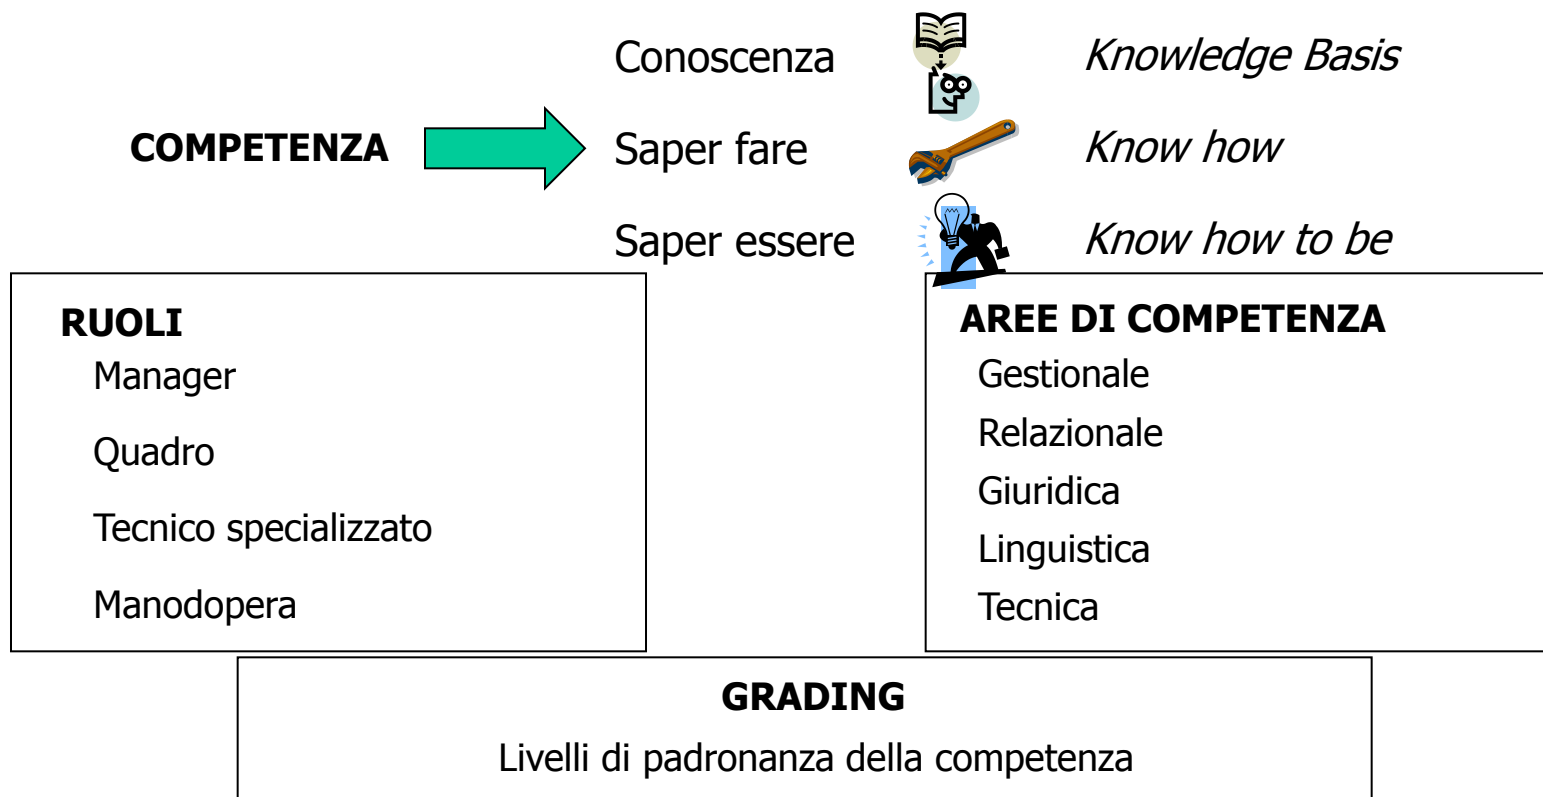 Conoscenza Knowledge Basis
COMPETENZA Saper fare Know how
Saper essere Know how to be
RUOLI
Manager
Quadro
Tecnico specializzato
Manodopera
AREE DI COMPETENZA
Gestionale
Relazionale
Giuridica
Linguistica
Tecnica
GRADING
Livelli di padronanza della competenza